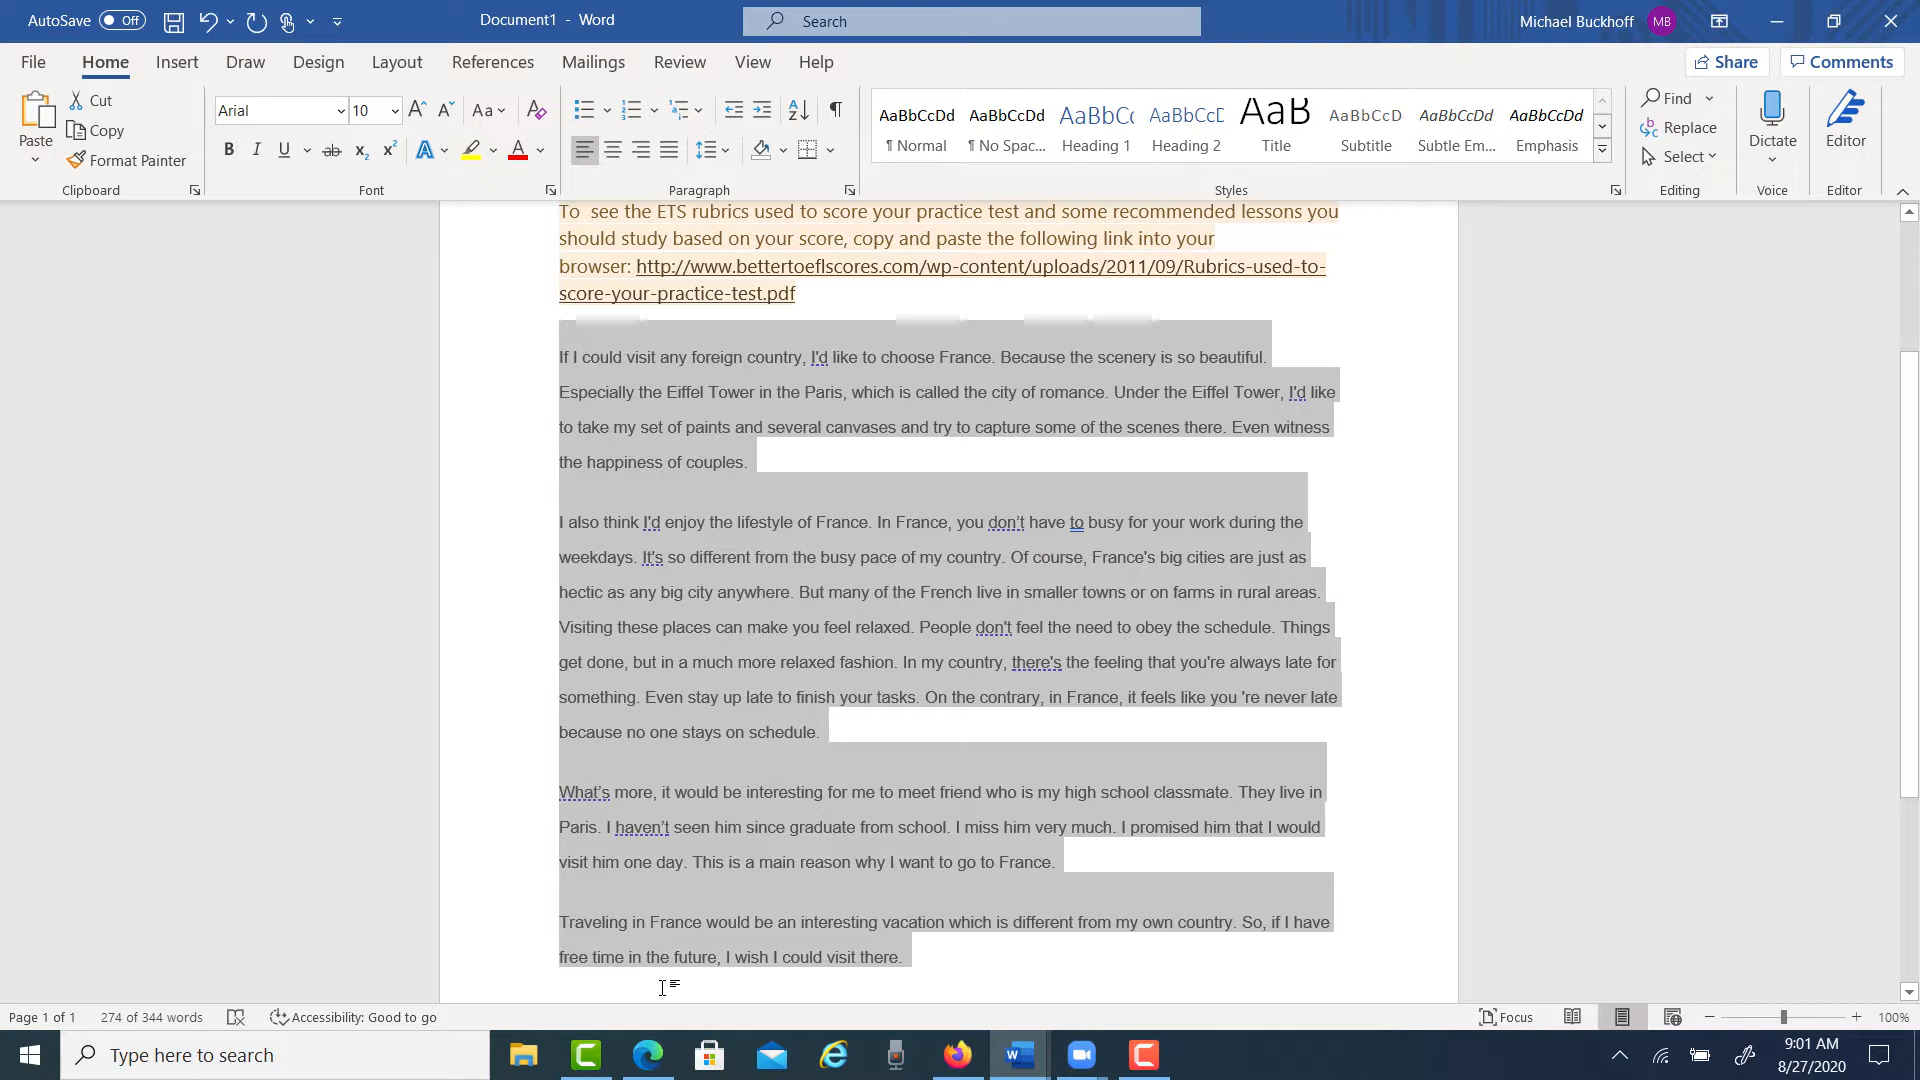 AutoSave Off Document1 - Word Search Michael Buckhoff MB
File Home Insert Draw Design Layout References Mailings Review View Help Share Comments
Paste Cut Copy Format Painter Clipboard
Arial 10 Aa A A Aa B I U ab x2 x2 A A Font
Paragraph
AaBbCcDd AaBbCcDd AaBbC( AaBbCcD AaB AaBbCcD AaBbCcDd AaBbCcDd
¶ Normal ¶ No Spac... Heading 1 Heading 2 Title Subtitle Subtle Em... Emphasis
Styles
Find Replace Select Editing
Dictate Voice
Editor Editor
To see the ETS rubrics used to score your practice test and some recommended lessons you
should study based on your score, copy and paste the following link into your
browser: http://www.bettertoeflscores.com/wp-content/uploads/2011/09/Rubrics-used-to-
score-your-practice-test.pdf
If I could visit any foreign country, I'd like to choose France. Because the scenery is so beautiful.
Especially the Eiffel Tower in the Paris, which is called the city of romance. Under the Eiffel Tower, I'd like
to take my set of paints and several canvases and try to capture some of the scenes there. Even witness
the happiness of couples.
I also think I'd enjoy the lifestyle of France. In France, you don’t have to busy for your work during the
weekdays. It's so different from the busy pace of my country. Of course, France's big cities are just as
hectic as any big city anywhere. But many of the French live in smaller towns or on farms in rural areas.
Visiting these places can make you feel relaxed. People don't feel the need to obey the schedule. Things
get done, but in a much more relaxed fashion. In my country, there's the feeling that you're always late for
something. Even stay up late to finish your tasks. On the contrary, in France, it feels like you 're never late
because no one stays on schedule.
What’s more, it would be interesting for me to meet friend who is my high school classmate. They live in
Paris. I haven’t seen him since graduate from school. I miss him very much. I promised him that I would
visit him one day. This is a main reason why I want to go to France.
Traveling in France would be an interesting vacation which is different from my own country. So, if I have
free time in the future, I wish I could visit there.
Page 1 of 1 274 of 344 words Accessibility: Good to go Focus 100%
Type here to search
9:01 AM
8/27/2020